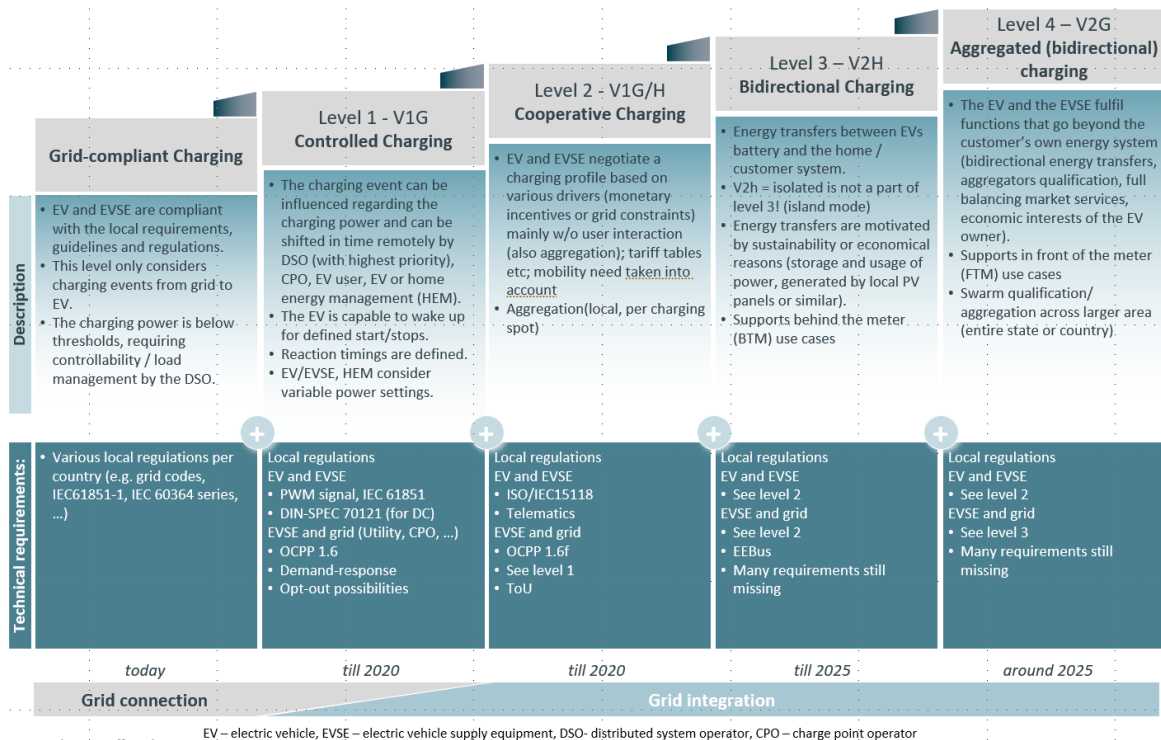 Grid-compliant Charging
Level 1 - V1G
Controlled Charging
Level 2 - V1G/H
Cooperative Charging
Level 3 – V2H
Bidirectional Charging
Level 4 – V2G
Aggregated (bidirectional)
charging
Description
• EV and EVSE are compliant
with the local requirements,
guidelines and regulations.
• This level only considers
charging events from grid to
EV.
• The charging power is below
thresholds, requiring
controllability / load
management by the DSO.
• The charging event can be
influenced regarding the
charging power and can be
shifted in time remotely by
DSO (with highest priority),
CPO, EV user, EV or home
energy management (HEM).
• The EV is capable to wake up
for defined start/stops.
• Reaction timings are defined.
• EV/EVSE, HEM consider
variable power settings.
• EV and EVSE negotiate a
charging profile based on
various drivers (monetary
incentives or grid constraints)
mainly w/o user interaction
(also aggregation); tariff tables
etc; mobility need taken into
account
• Aggregation(local, per charging
spot)
• Energy transfers between EVs
battery and the home /
customer system.
• V2h = isolated is not a part of
level 3! (island mode)
• Energy transfers are motivated
by sustainability or economical
reasons (storage and usage of
power, generated by local PV
panels or similar).
• Supports behind the meter
(BTM) use cases
• The EV and the EVSE fulfil
functions that go beyond the
customer's own energy system
(bidirectional energy transfers,
aggregators qualification, full
balancing market services,
economic interests of the EV
owner).
• Supports in front of the meter
(FTM) use cases
• Swarm qualification/
aggregation across larger area
(entire state or country)
+
+
+
+
Technical requirements:
• Various local regulations per
country (e.g. grid codes,
IEC61851-1, IEC 60364 series,
...)
Local regulations
EV and EVSE
• PWM signal, IEC 61851
• DIN-SPEC 70121 (for DC)
EVSE and grid (Utility, CPO, ...)
• OCPP 1.6
• Demand-response
• Opt-out possibilities
Local regulations
EV and EVSE
• ISO/IEC15118
• Telematics
EVSE and grid
• OCPP 1.6f
• See level 1
• ToU
Local regulations
EV and EVSE
• See level 2
EVSE and grid
• See level 2
• EEBus
• Many requirements still
missing
Local regulations
EV and EVSE
• See level 2
EVSE and grid
• See level 3
• Many requirements still
missing
today
till 2020
till 2020
till 2025
around 2025
Grid connection
Grid integration
EV – electric vehicle, EVSE – electric vehicle supply equipment, DSO- distributed system operator, CPO – charge point operator